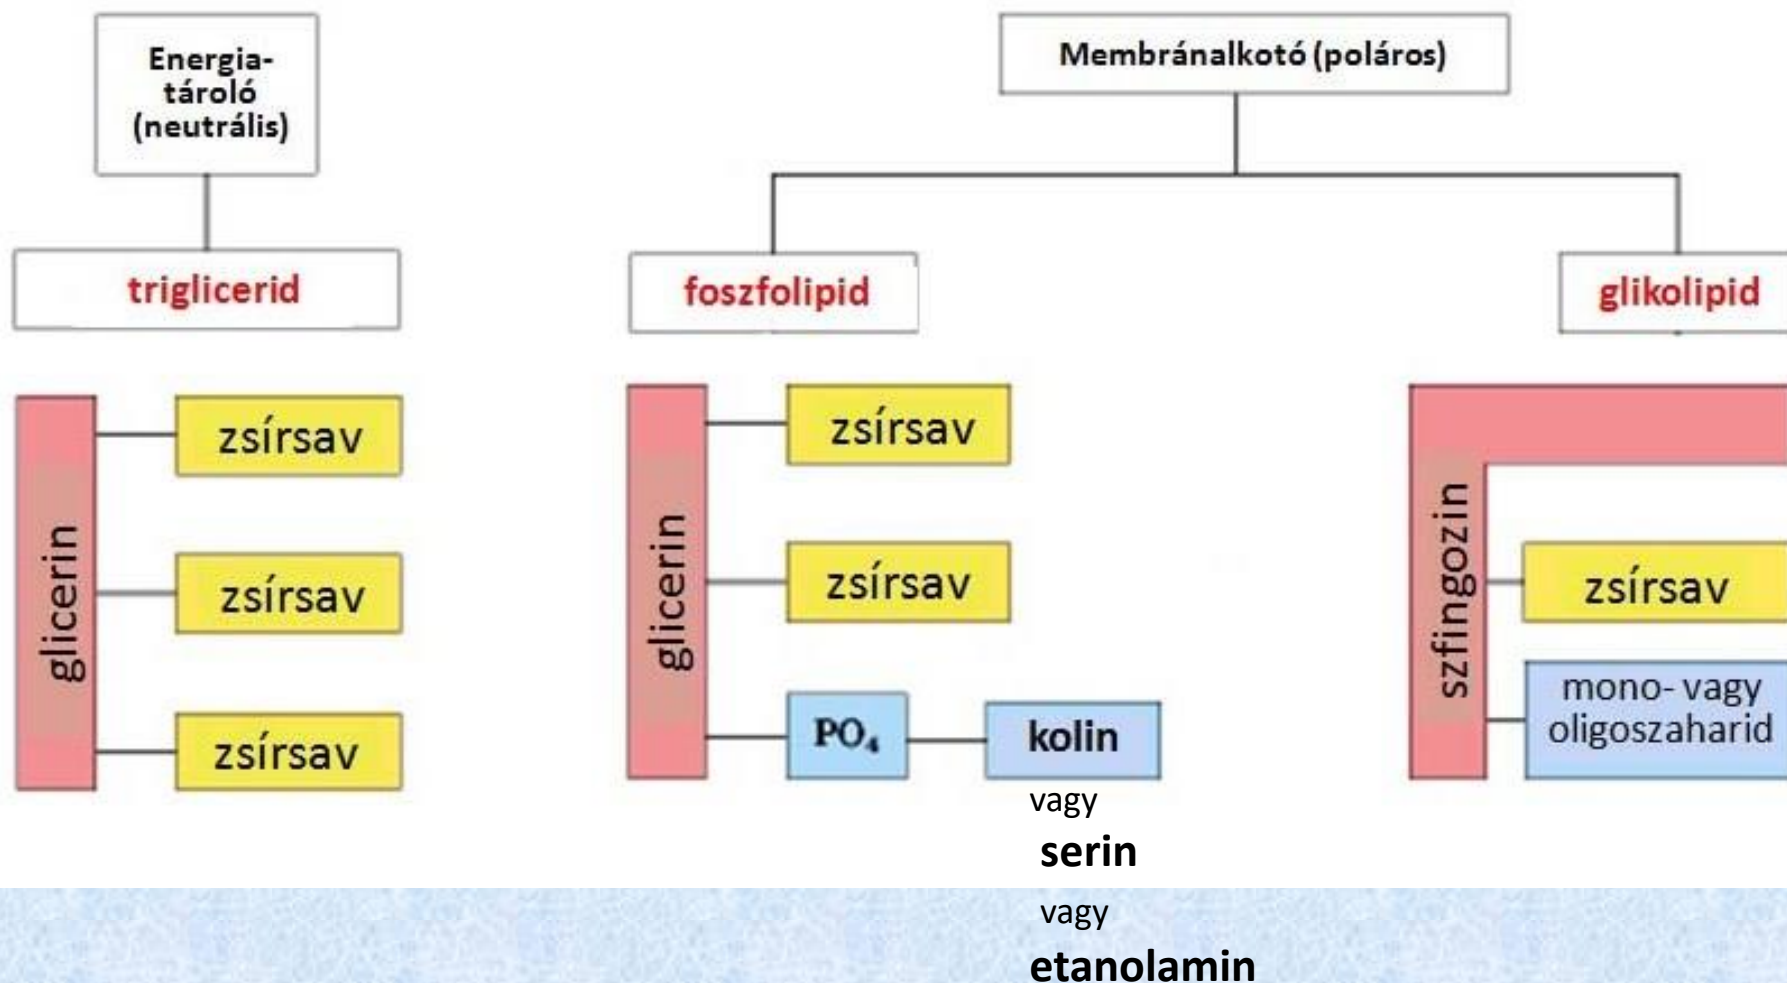 Energia-
tároló
(neutrális)
Membránalkotó (poláros)
triglicerid
foszfolipid
glikolipid
glicerin
zsírsav
zsírsav
zsírsav
glicerin
zsírsav
zsírsav
PO₄
kolin
vagy
serin
vagy
etanolamin
szfingozin
zsírsav
mono- vagy
oligoszaharid